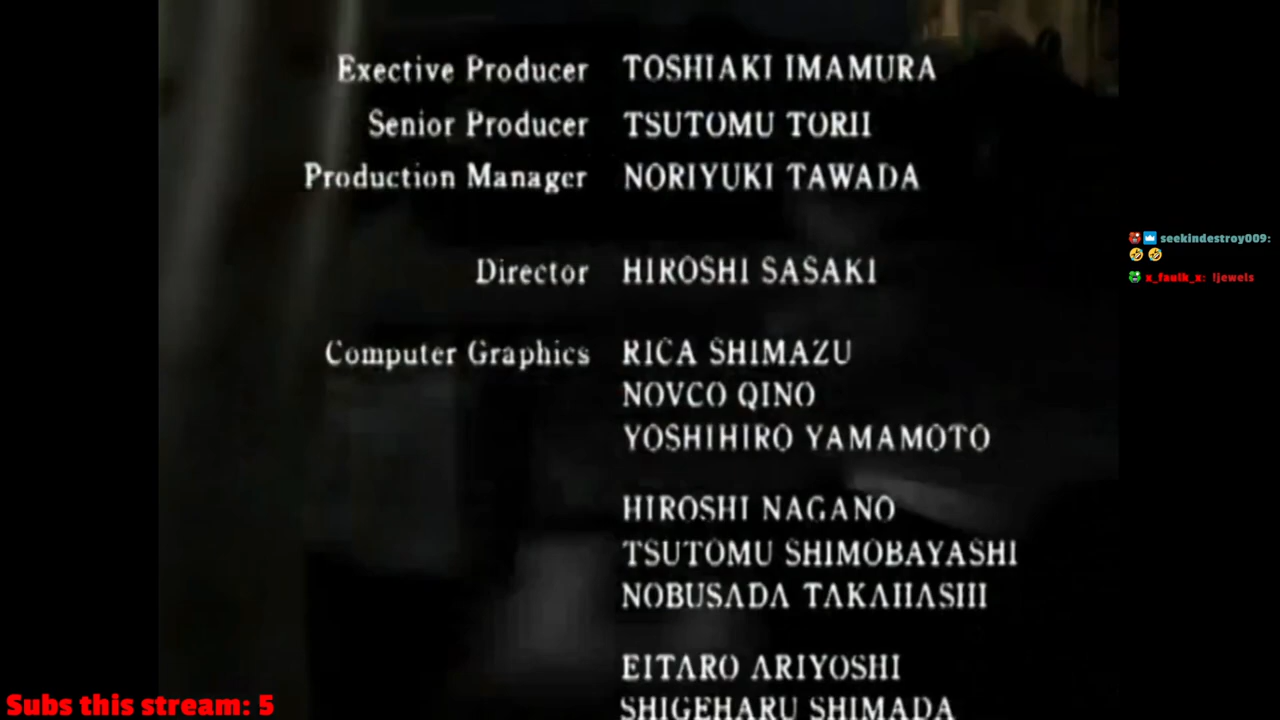 Exective Producer TOSHIAKI IMAMURA
Senior Producer TSUTOMU TORII
Production Manager NORIYUKI TAWADA
Director HIROSHI SASAKI
Computer Graphics RICA SHIMAZU
NOVCO QINO
YOSHIHIRO YAMAMOTO
HIROSHI NAGANO
TSUTOMU SHIMOBAYASHI
NOBUSADA TAKAHASHI
EITARO ARIYOSHI
SHIGEHARU SHIMADA
seekindestroy009:
🤣 🤣
x_faulk_x: !jewels
Subs this stream: 5